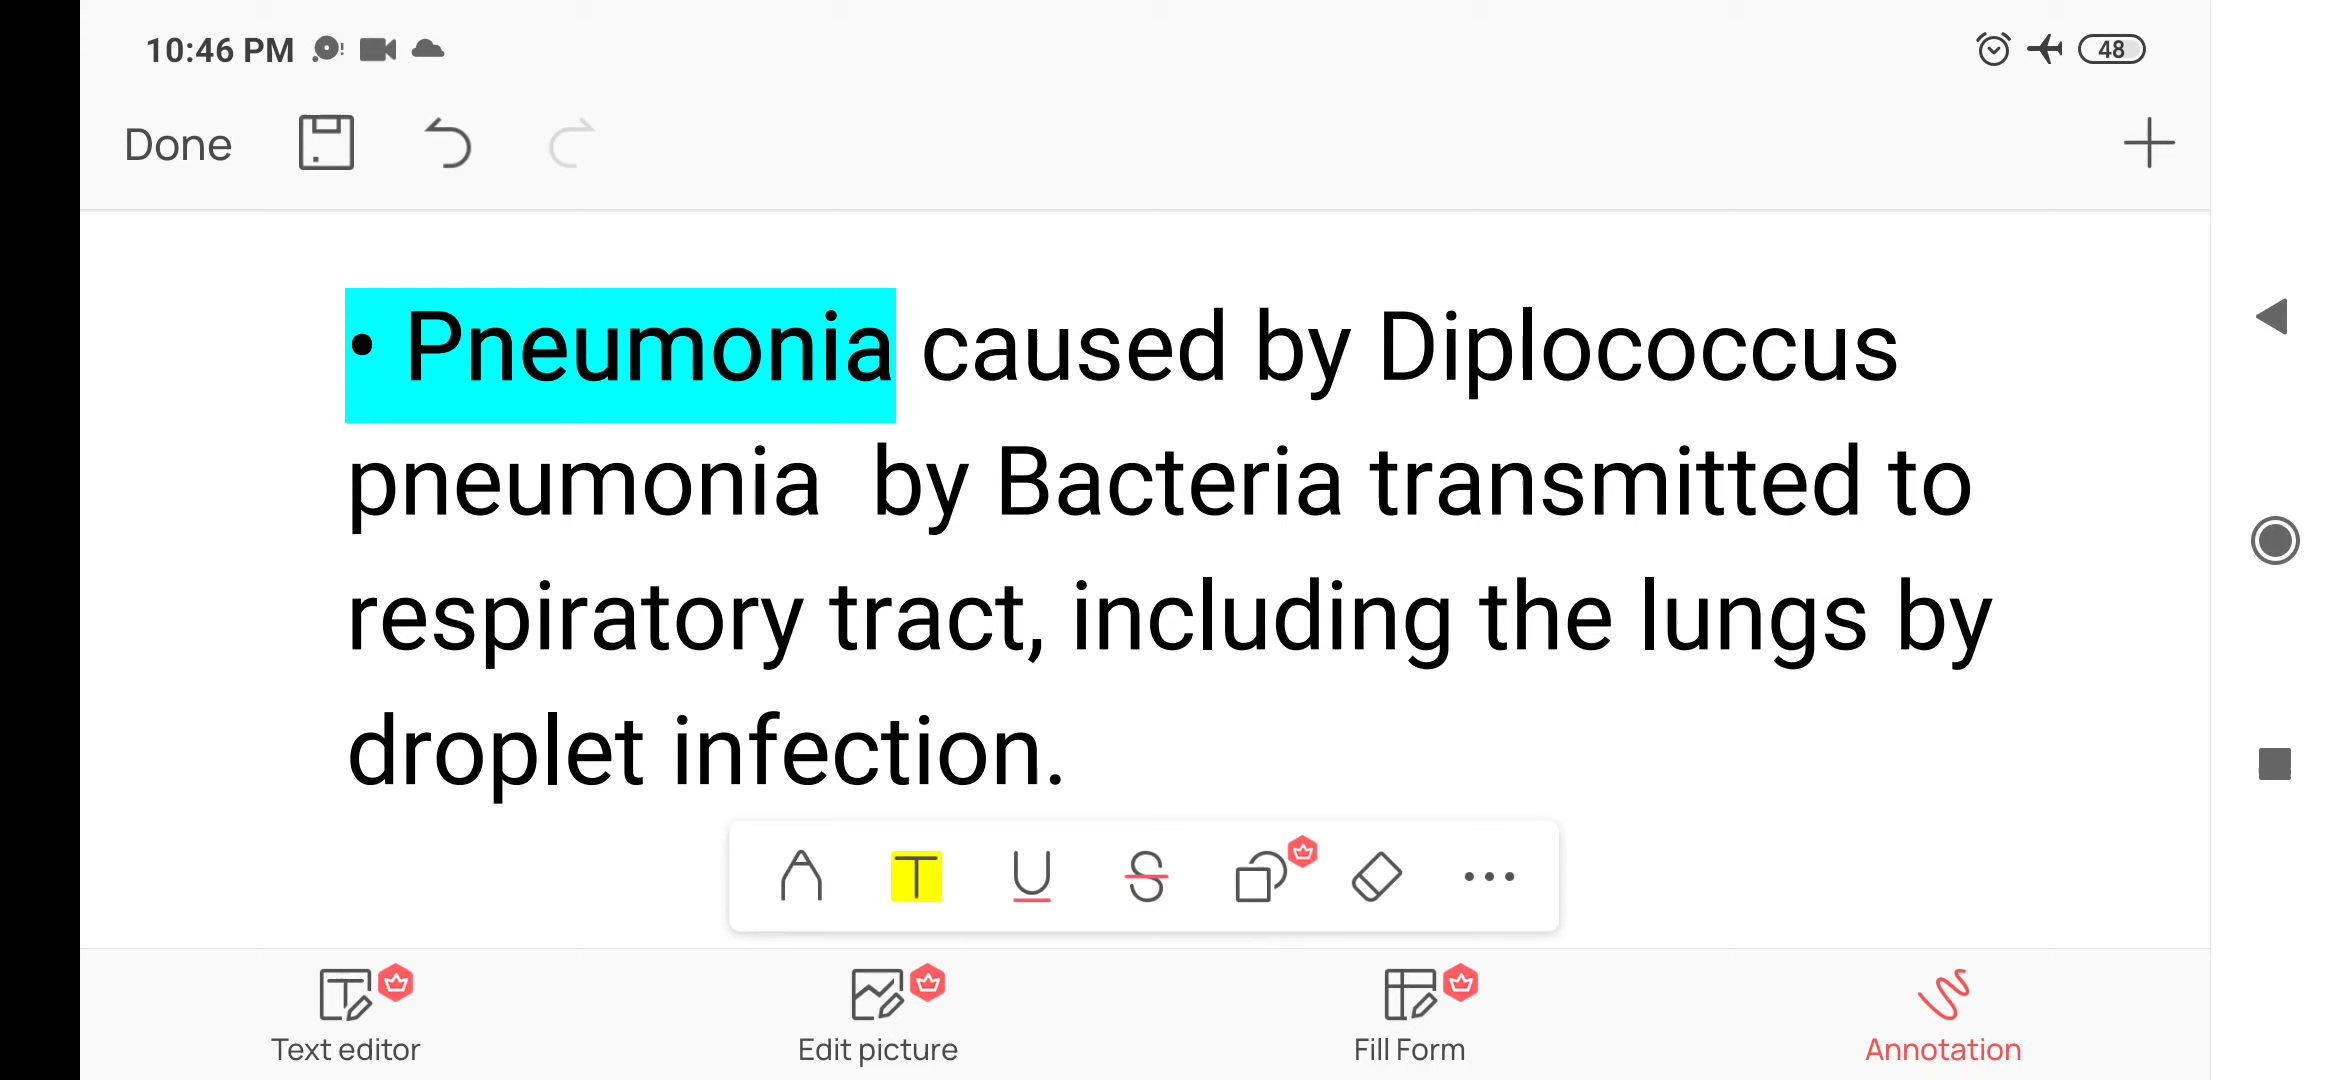 10:46 PM
48
Done
• Pneumonia caused by Diplococcus
pneumonia by Bacteria transmitted to
respiratory tract, including the lungs by
droplet infection.
T U S
Text editor
Edit picture
Fill Form
Annotation